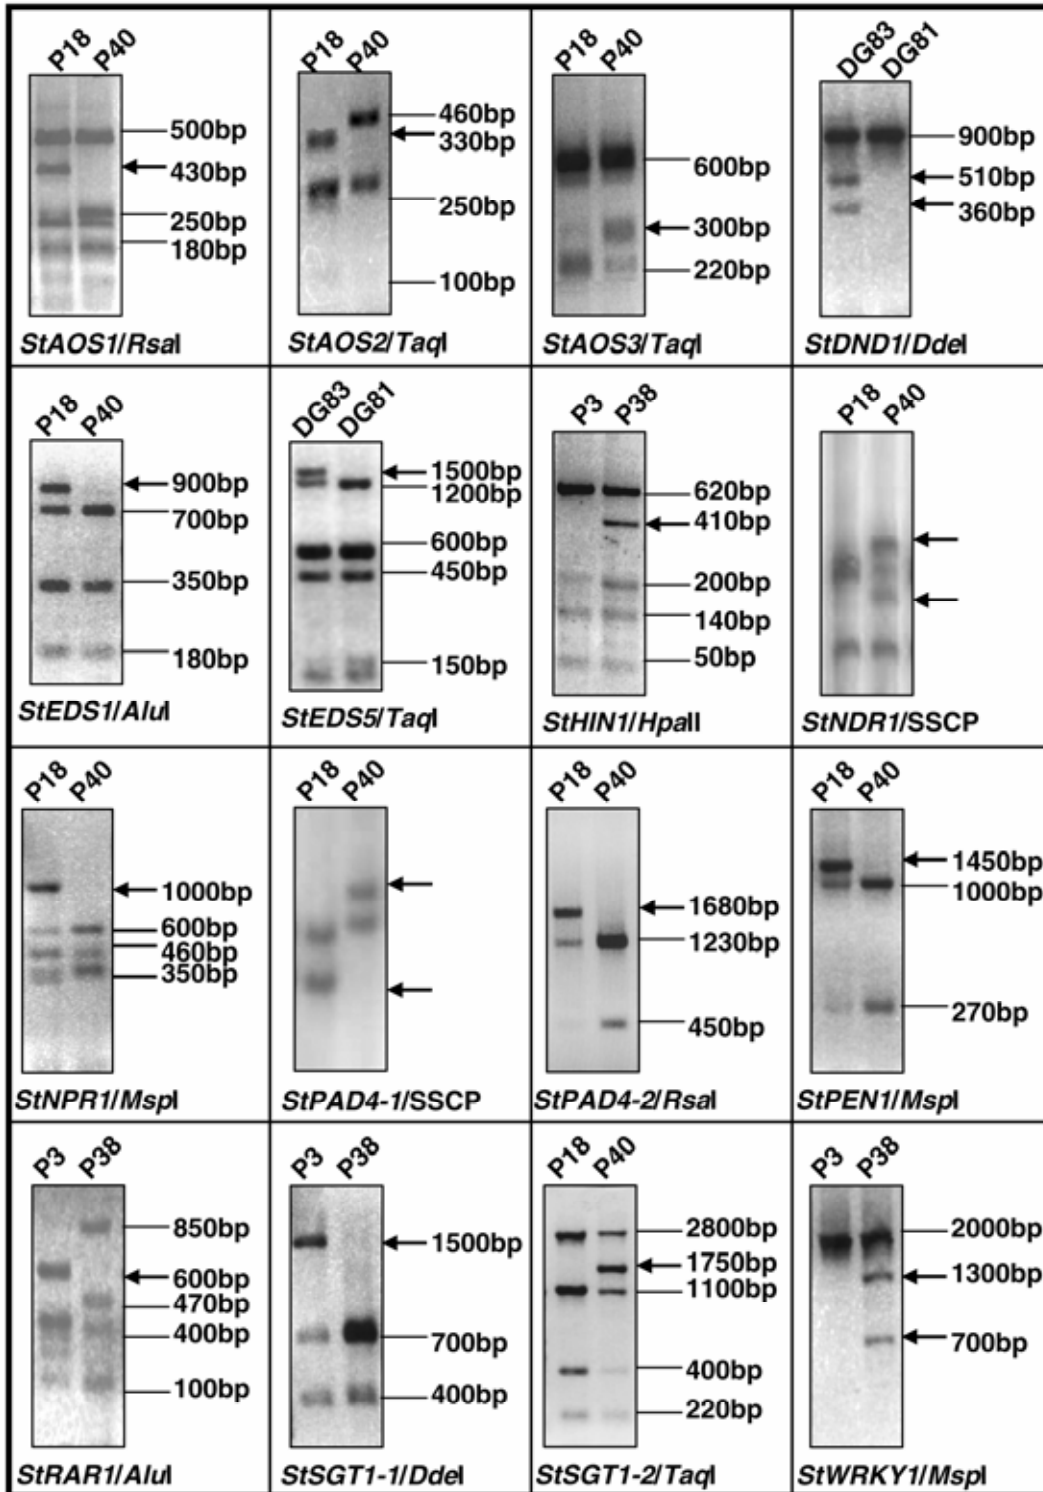 P18 P40
500bp
430bp
250bp
180bp
StAOS1/RsaI
P18 P40
460bp
330bp
250bp
100bp
StAOS2/TaqI
P18 P40
600bp
300bp
220bp
StAOS3/TaqI
DG83 DG81
900bp
510bp
360bp
StDND1/DdeI
P18 P40
900bp
700bp
350bp
180bp
StEDS1/AluI
DG83 DG81
1500bp
1200bp
600bp
450bp
150bp
StEDS5/TaqI
P3 P38
620bp
410bp
200bp
140bp
50bp
StHIN1/HpaII
P18 P40
StNDR1/SSCP
P18 P40
1000bp
600bp
460bp
350bp
StNPR1/MspI
P18 P40
StPAD4-1/SSCP
P18 P40
1680bp
1230bp
450bp
StPAD4-2/RsaI
P18 P40
1450bp
1000bp
270bp
StPEN1/MspI
P3 P38
850bp
600bp
470bp
400bp
100bp
StRAR1/AluI
P3 P38
1500bp
700bp
400bp
StSGT1-1/DdeI
P18 P40
2800bp
1750bp
1100bp
400bp
220bp
StSGT1-2/TaqI
P3 P38
2000bp
1300bp
700bp
StWRKY1/MspI